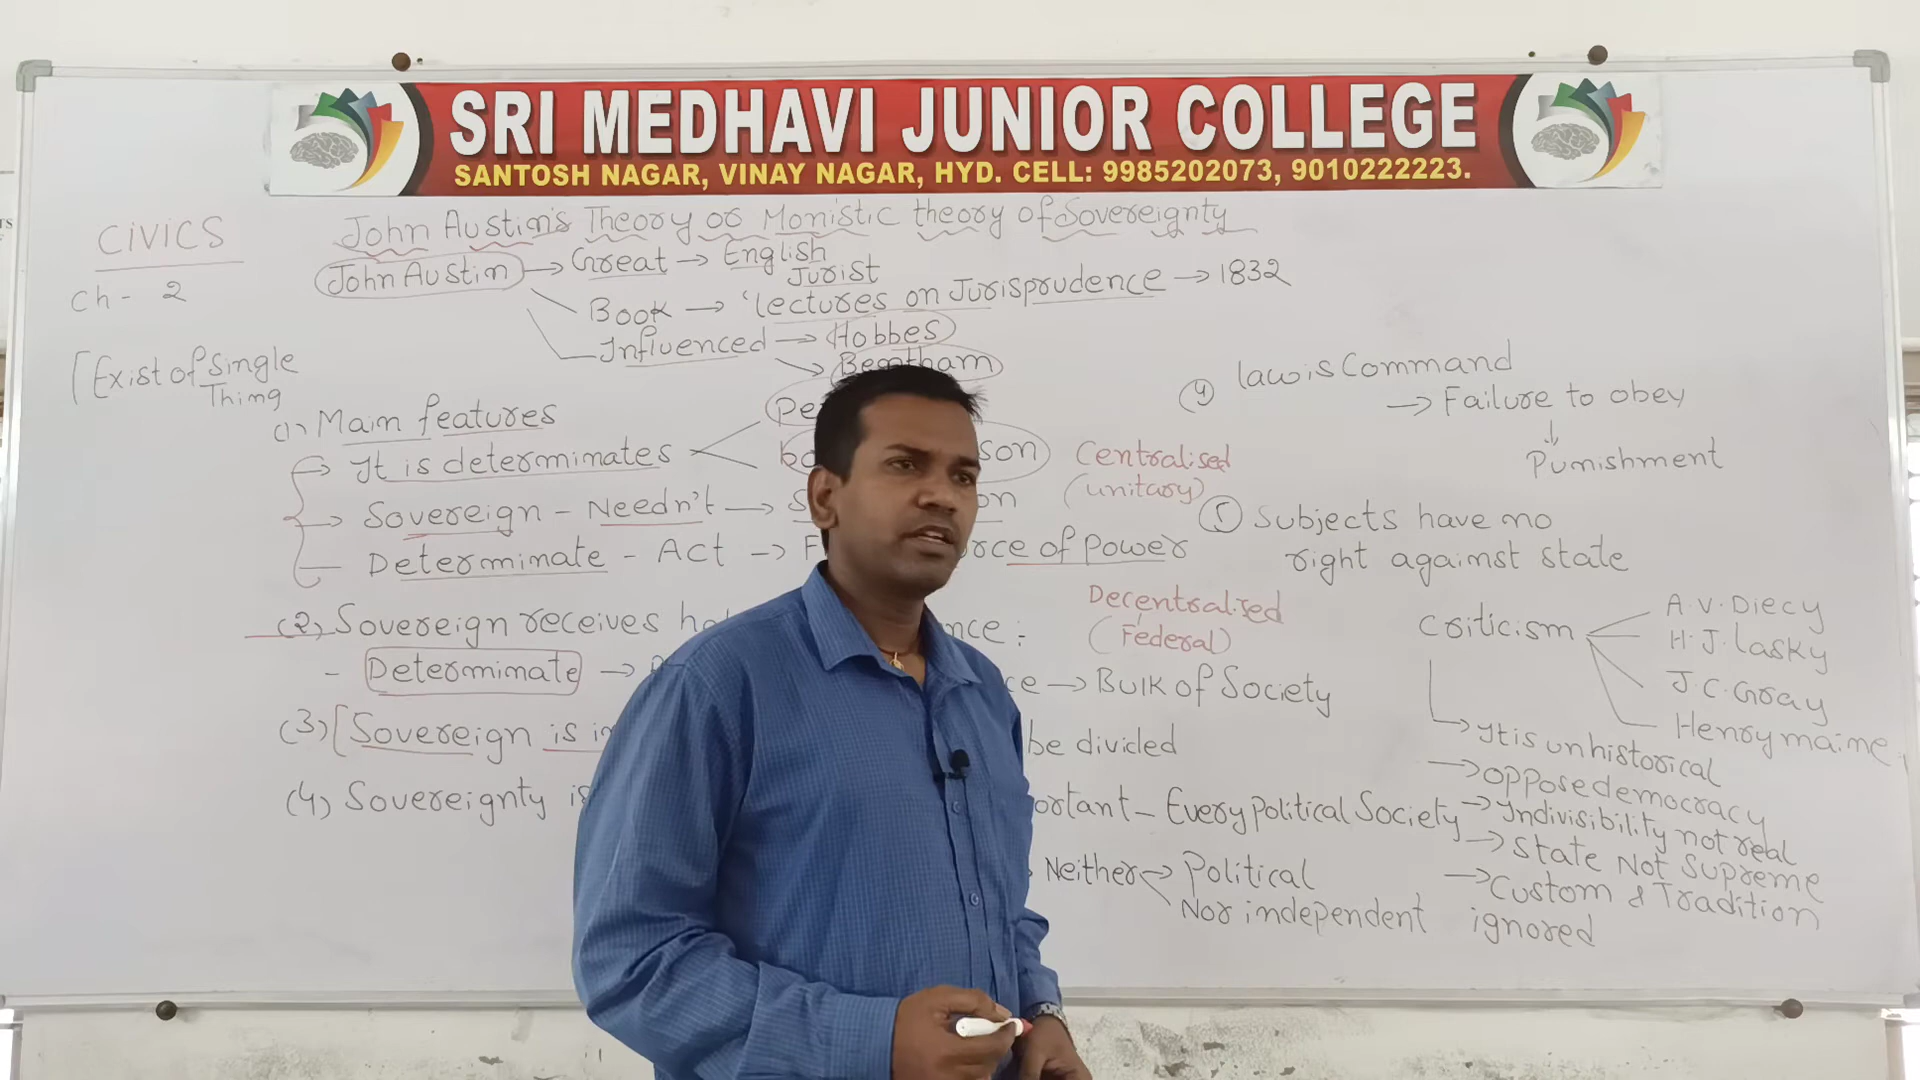 SRI MEDHAVI JUNIOR COLLEGE
SANTOSH NAGAR, VINAY NAGAR, HYD. CELL: 9985202073, 9010222223.
CIVICS
Ch - 2
[Exist of Single
Thing
John Austin's Theory or Monistic theory of Sovereignty
John Austin → Great → English
Jurist
Book → 'lectures on Jurisprudence → 1832
Influenced → Hobbes
→ Bentham
(1) Main features
→ It is determinates
son
→ Sovereign - Needn't →
on
Determinate - Act →
rce of power
Centralised
(unitary)
(2) Sovereign receives
nce :
Decentralised
(Federal)
- Determinate →
ce → Bulk of Society
(3) [Sovereign is in
be divided
(4) Sovereignty is
ortant - Every political Society
Neither → Political
Nor independent
(4) law is Command
→ Failure to obey
↓
Punishment
(5) Subjects have no
right against state
Criticism
A.V. Diecy
H.J. lasky
J.C. Gray
Henry maine
→ It is unhistorical
→ oppose democracy
→ Indivisibility not real
→ State Not Supreme
→ Custom & Tradition
ignored